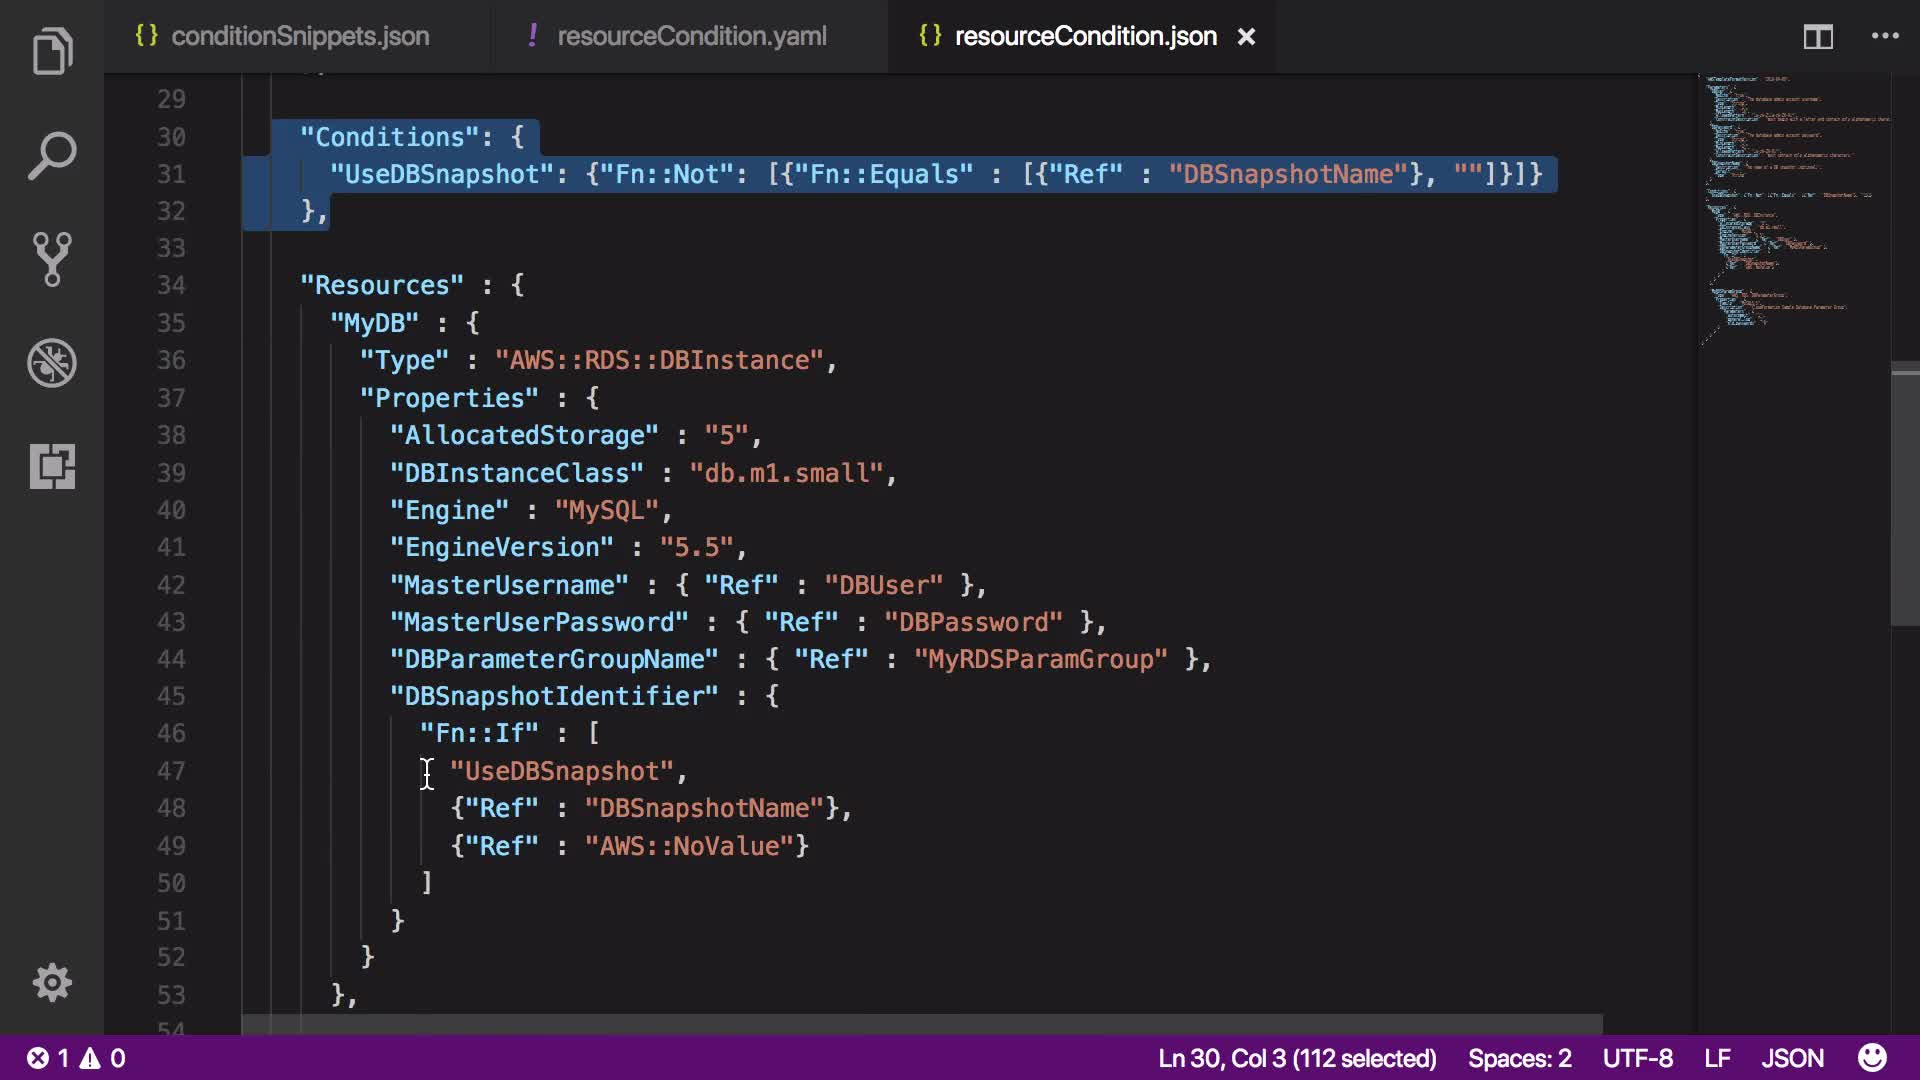 {} conditionSnippets.json
! resourceCondition.yaml
{} resourceCondition.json ×
29
30 "Conditions": {
31 "UseDBSnapshot": {"Fn::Not": [{"Fn::Equals" : [{"Ref" : "DBSnapshotName"}, ""]}]}
32 },
33
34 "Resources" : {
35 "MyDB" : {
36 "Type" : "AWS::RDS::DBInstance",
37 "Properties" : {
38 "AllocatedStorage" : "5",
39 "DBInstanceClass" : "db.m1.small",
40 "Engine" : "MySQL",
41 "EngineVersion" : "5.5",
42 "MasterUsername" : { "Ref" : "DBUser" },
43 "MasterUserPassword" : { "Ref" : "DBPassword" },
44 "DBParameterGroupName" : { "Ref" : "MyRDSParamGroup" },
45 "DBSnapshotIdentifier" : {
46 "Fn::If" : [
47 "UseDBSnapshot",
48 {"Ref" : "DBSnapshotName"},
49 {"Ref" : "AWS::NoValue"}
50 ]
51 }
52 }
53 },
54
1 0 Ln 30, Col 3 (112 selected) Spaces: 2 UTF-8 LF JSON